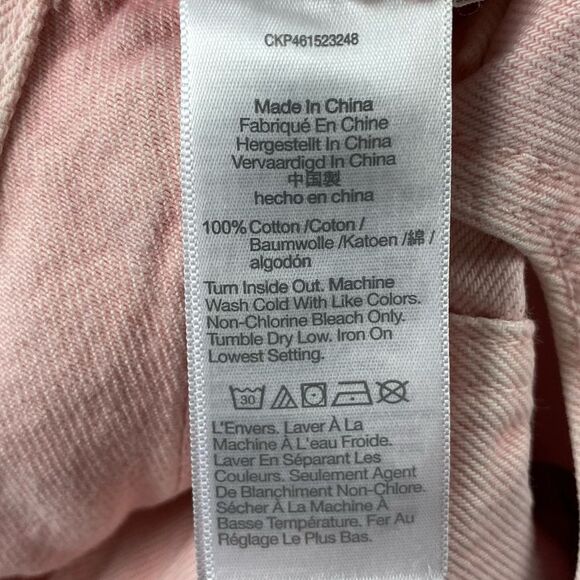 CKP461523248
Made In China
Fabriqué En Chine
Hergestellt In China
Vervaardigd In China
中国製
hecho en china
100% Cotton /Coton /
Baumwolle /Katoen /綿 /
algodón
Turn Inside Out. Machine
Wash Cold With Like Colors.
Non-Chlorine Bleach Only.
Tumble Dry Low. Iron On
Lowest Setting.
30
L'Envers. Laver À La
Machine À L'eau Froide.
Laver En Séparant Les
Couleurs. Seulement Agent
De Blanchiment Non-Chlore.
Sécher À La Machine À
Basse Température. Fer Au
Réglage Le Plus Bas.